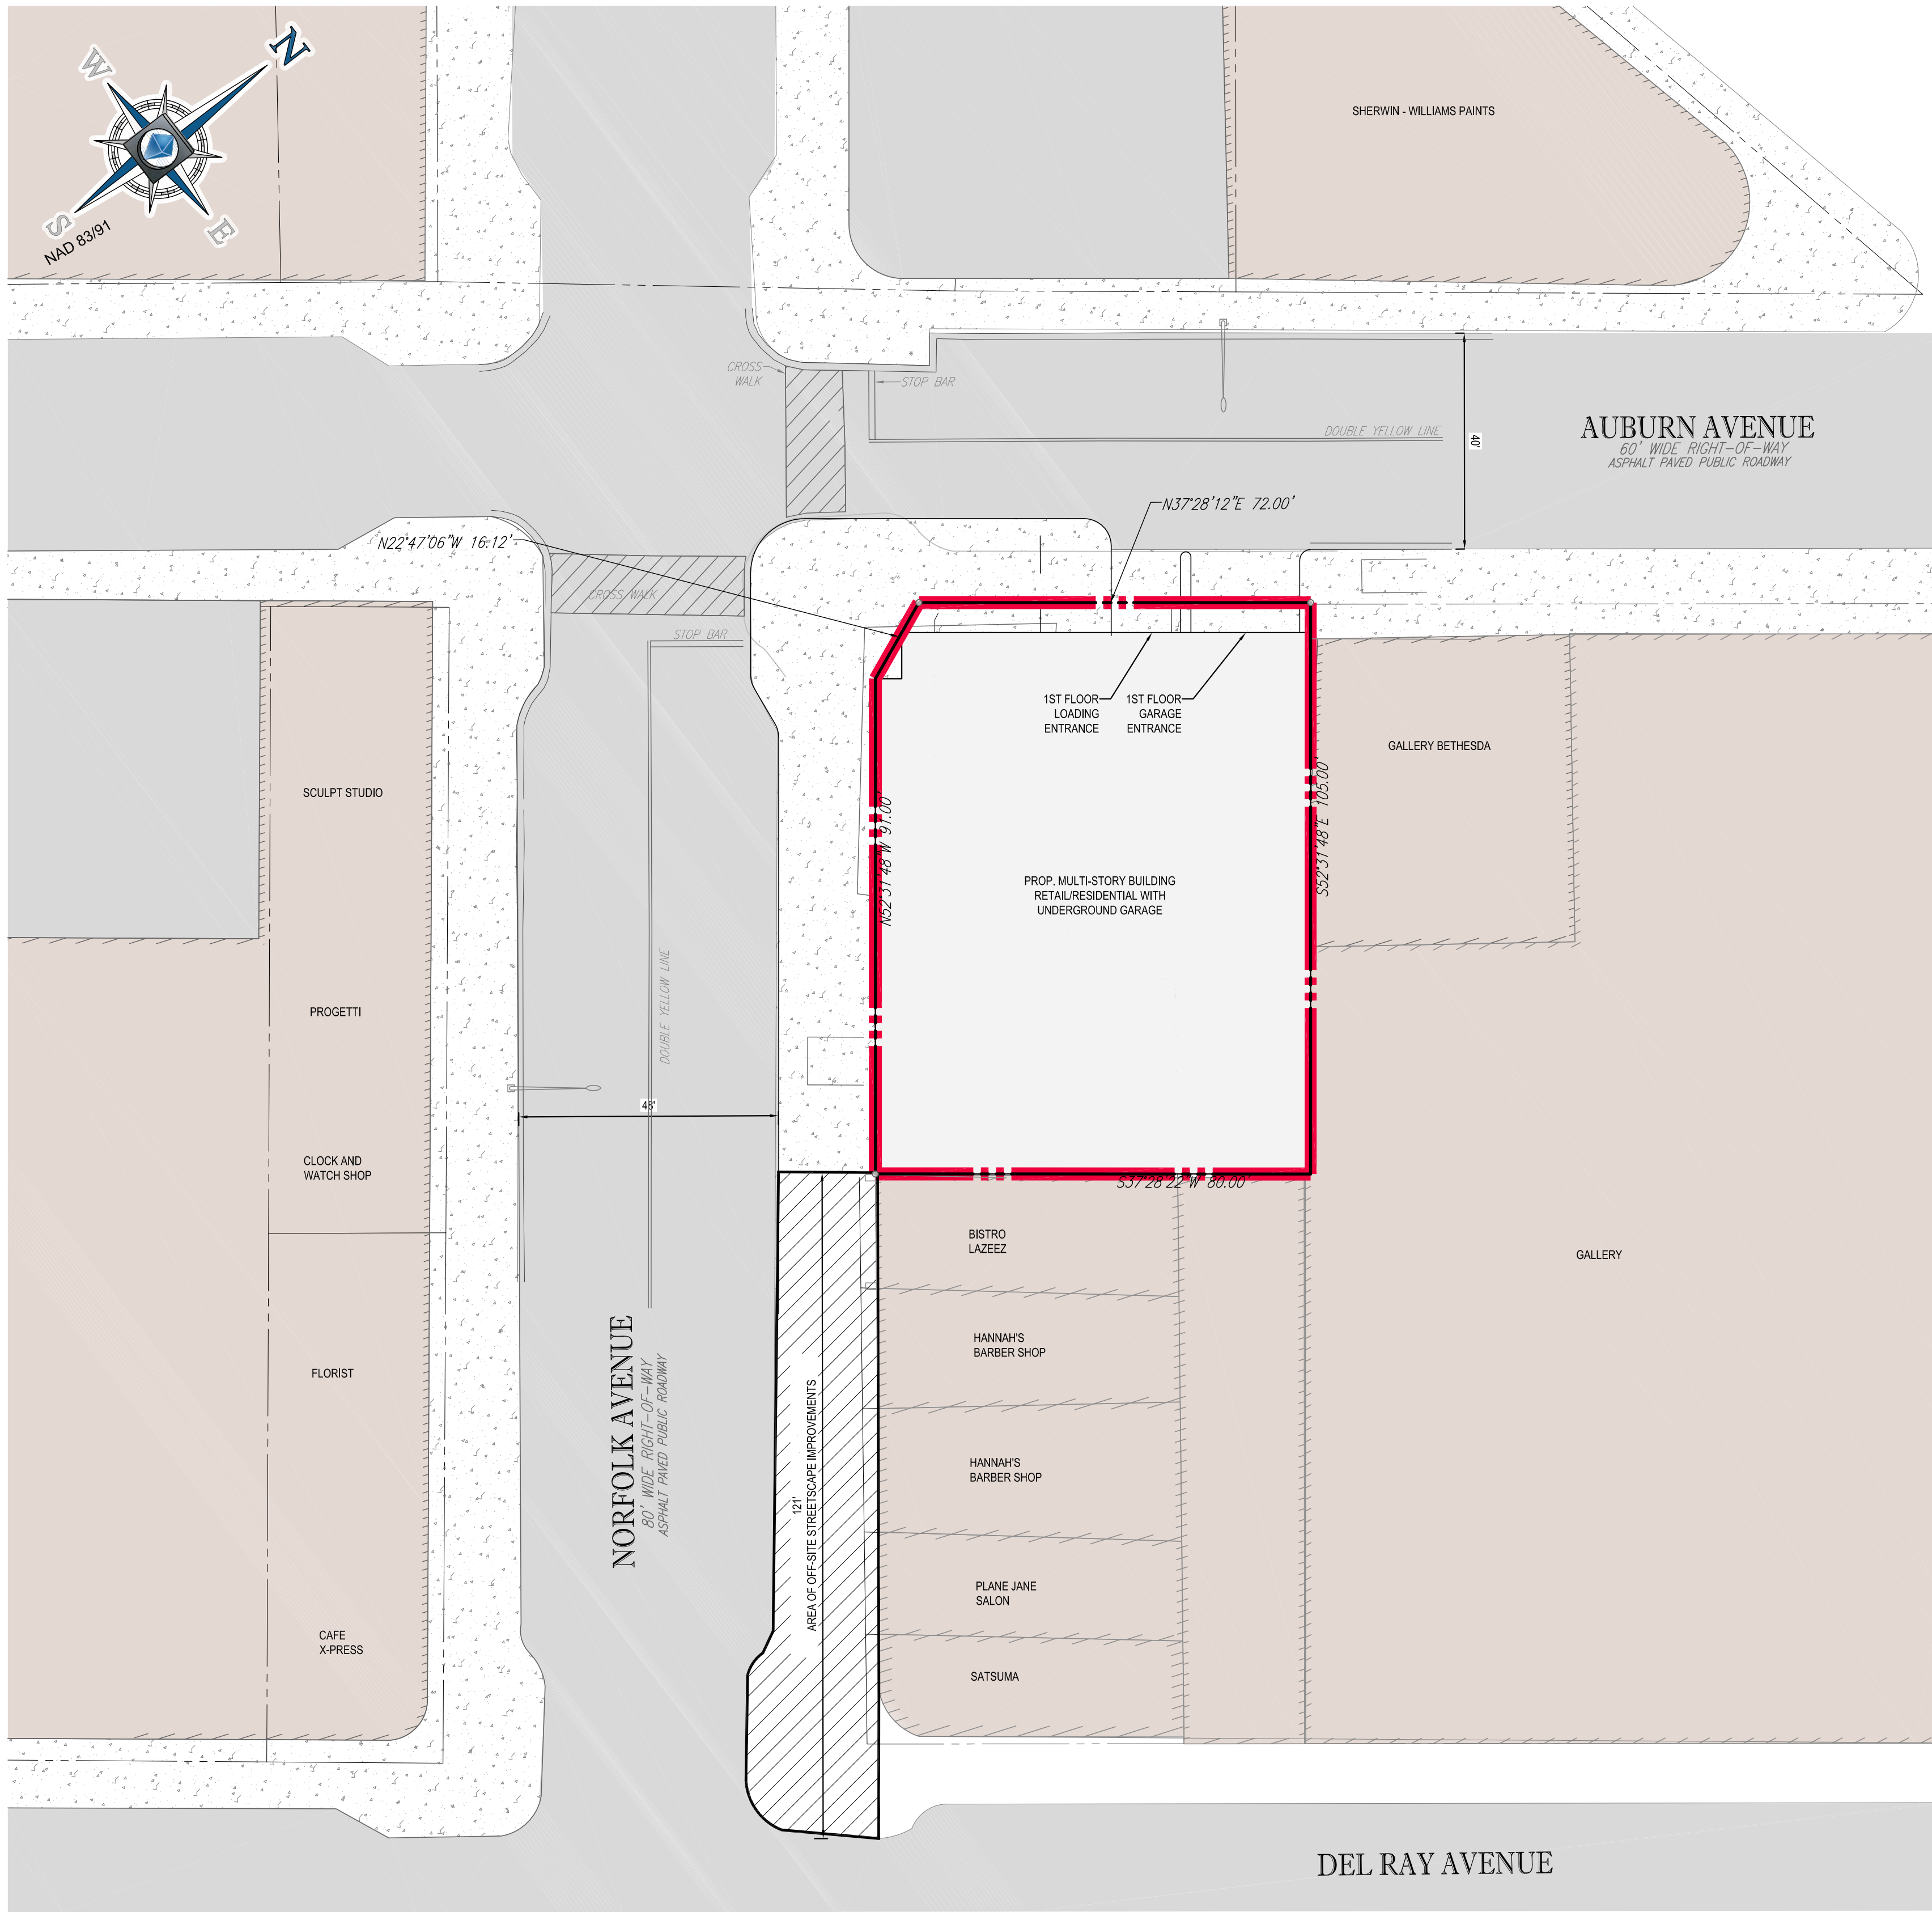 N
W
S
E
NAD 83/91
SHERWIN - WILLIAMS PAINTS
CROSS
WALK
STOP BAR
DOUBLE YELLOW LINE
40'
AUBURN AVENUE
60' WIDE RIGHT-OF-WAY
ASPHALT PAVED PUBLIC ROADWAY
N37°28'12"E 72.00'
N22°47'06"W 16.12'
CROSS WALK
STOP BAR
1ST FLOOR
LOADING
ENTRANCE
1ST FLOOR
GARAGE
ENTRANCE
GALLERY BETHESDA
SCULPT STUDIO
N52°31'48"W 91.00'
S52°31'48"E 105.00'
PROP. MULTI-STORY BUILDING
RETAIL/RESIDENTIAL WITH
UNDERGROUND GARAGE
PROGETTI
DOUBLE YELLOW LINE
48'
CLOCK AND
WATCH SHOP
S37°28'22"W 80.00'
BISTRO
LAZEEZ
GALLERY
HANNAH'S
BARBER SHOP
FLORIST
NORFOLK AVENUE
80' WIDE RIGHT-OF-WAY
ASPHALT PAVED PUBLIC ROADWAY
121'
AREA OF OFF-SITE STREETSCAPE IMPROVEMENTS
HANNAH'S
BARBER SHOP
PLANE JANE
SALON
CAFE
X-PRESS
SATSUMA
DEL RAY AVENUE